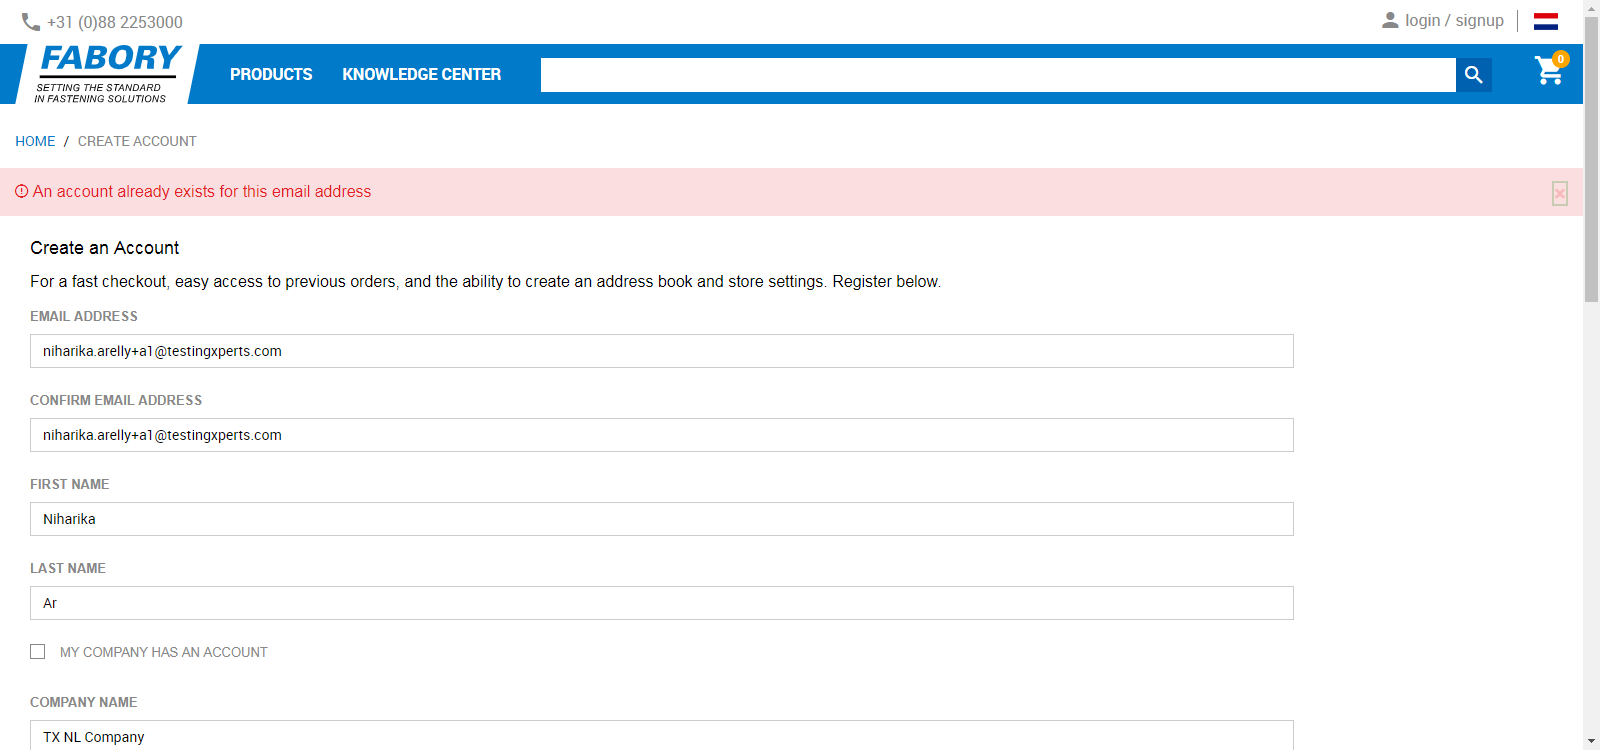 +31 (0)88 2253000
login / signup
FABORY
SETTING THE STANDARD
IN FASTENING SOLUTIONS
PRODUCTS
KNOWLEDGE CENTER
0
HOME / CREATE ACCOUNT
An account already exists for this email address
Create an Account
For a fast checkout, easy access to previous orders, and the ability to create an address book and store settings. Register below.
EMAIL ADDRESS
niharika.arelly+a1@testingxperts.com
CONFIRM EMAIL ADDRESS
niharika.arelly+a1@testingxperts.com
FIRST NAME
Niharika
LAST NAME
Ar
MY COMPANY HAS AN ACCOUNT
COMPANY NAME
TX NL Company